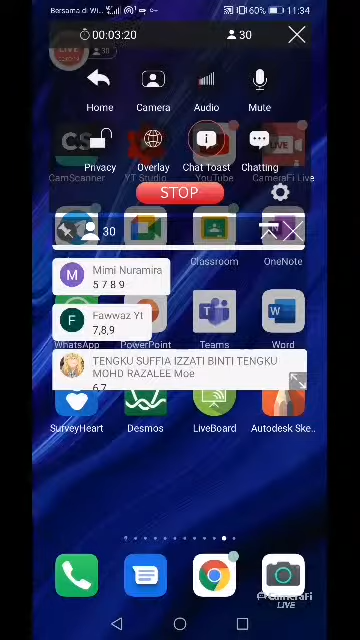 Bersama di Wi...
60%
11:34
00:03:20
30
LIVE
30
Home
Camera
Audio
Mute
CS
Privacy
Overlay
Chat Toast
Chatting
CamScanner
YT Studio
YouTube
CameraFi Live
STOP
30
Classroom
OneNote
M
Mimi Nuramira
5 7 8 9
F
Fawwaz Yt
7,8,9
WhatsApp
PowerPoint
Teams
Word
TENGKU SUFFIA IZZATI BINTI TENGKU
MOHD RAZALEE Moe
6,7
SurveyHeart
Desmos
LiveBoard
Autodesk Ske..
CameraFi
LIVE